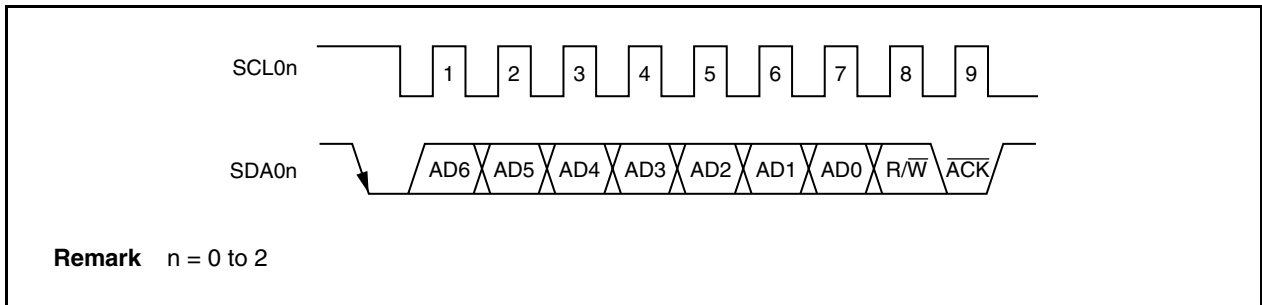 SCL0n 1 2 3 4 5 6 7 8 9
SDA0n AD6 AD5 AD4 AD3 AD2 AD1 AD0 R/W̅ A̅C̅K̅
Remark n = 0 to 2